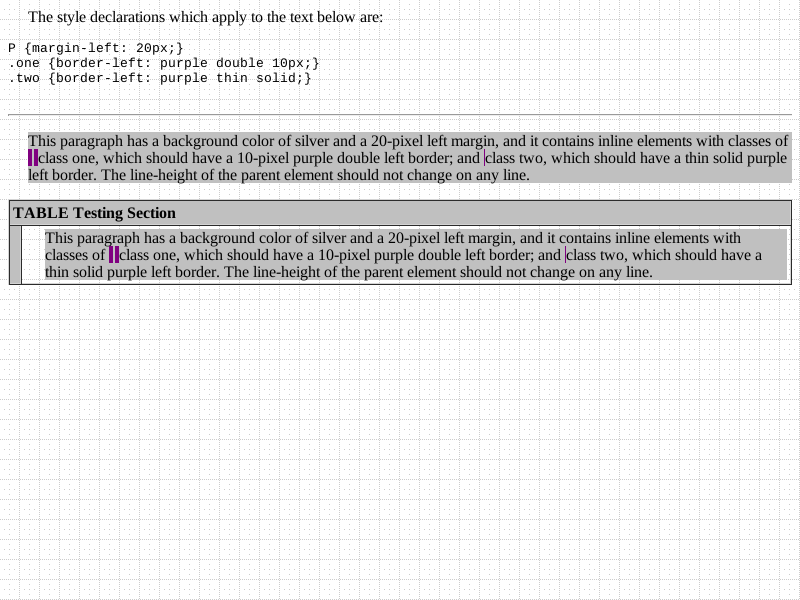 The style declarations which apply to the text below are:
P {margin-left: 20px;}
.one {border-left: purple double 10px;}
.two {border-left: purple thin solid;}
This paragraph has a background color of silver and a 20-pixel left margin, and it contains inline elements with classes of
class one, which should have a 10-pixel purple double left border; and class two, which should have a thin solid purple
left border. The line-height of the parent element should not change on any line.
TABLE Testing Section
This paragraph has a background color of silver and a 20-pixel left margin, and it contains inline elements with
classes of class one, which should have a 10-pixel purple double left border; and class two, which should have a
thin solid purple left border. The line-height of the parent element should not change on any line.